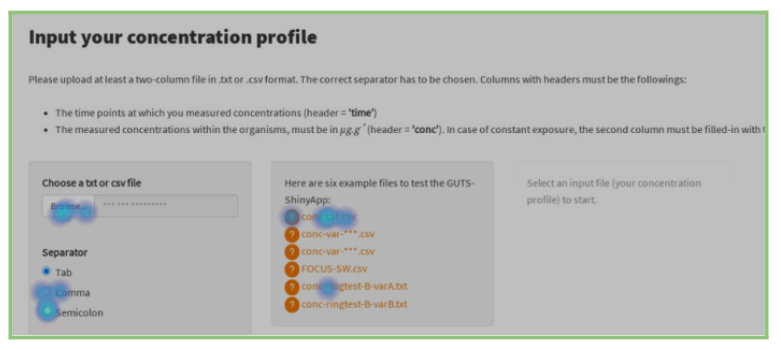 Input your concentration profile
Please upload at least a two-column file in .txt or .csv format. The correct separator has to be chosen. Columns with headers must be the followings:
• The time points at which you measured concentrations (header = 'time')
• The measured concentrations within the organisms, must be in μg.g (header = 'conc'). In case of constant exposure, the second column must be filled-in with
Choose a txt or csv file
Browse... *** *** *********
Separator
Tab
Comma
Semicolon
Here are six example files to test the GUTS-
ShinyApp:
? conc-var-***.csv
? conc-var-***.csv
? FOCUS-SW.csv
? conc-ringtest-B-varA.txt
? conc-ringtest-B-varB.txt
Select an input file (your concentration
profile) to start.